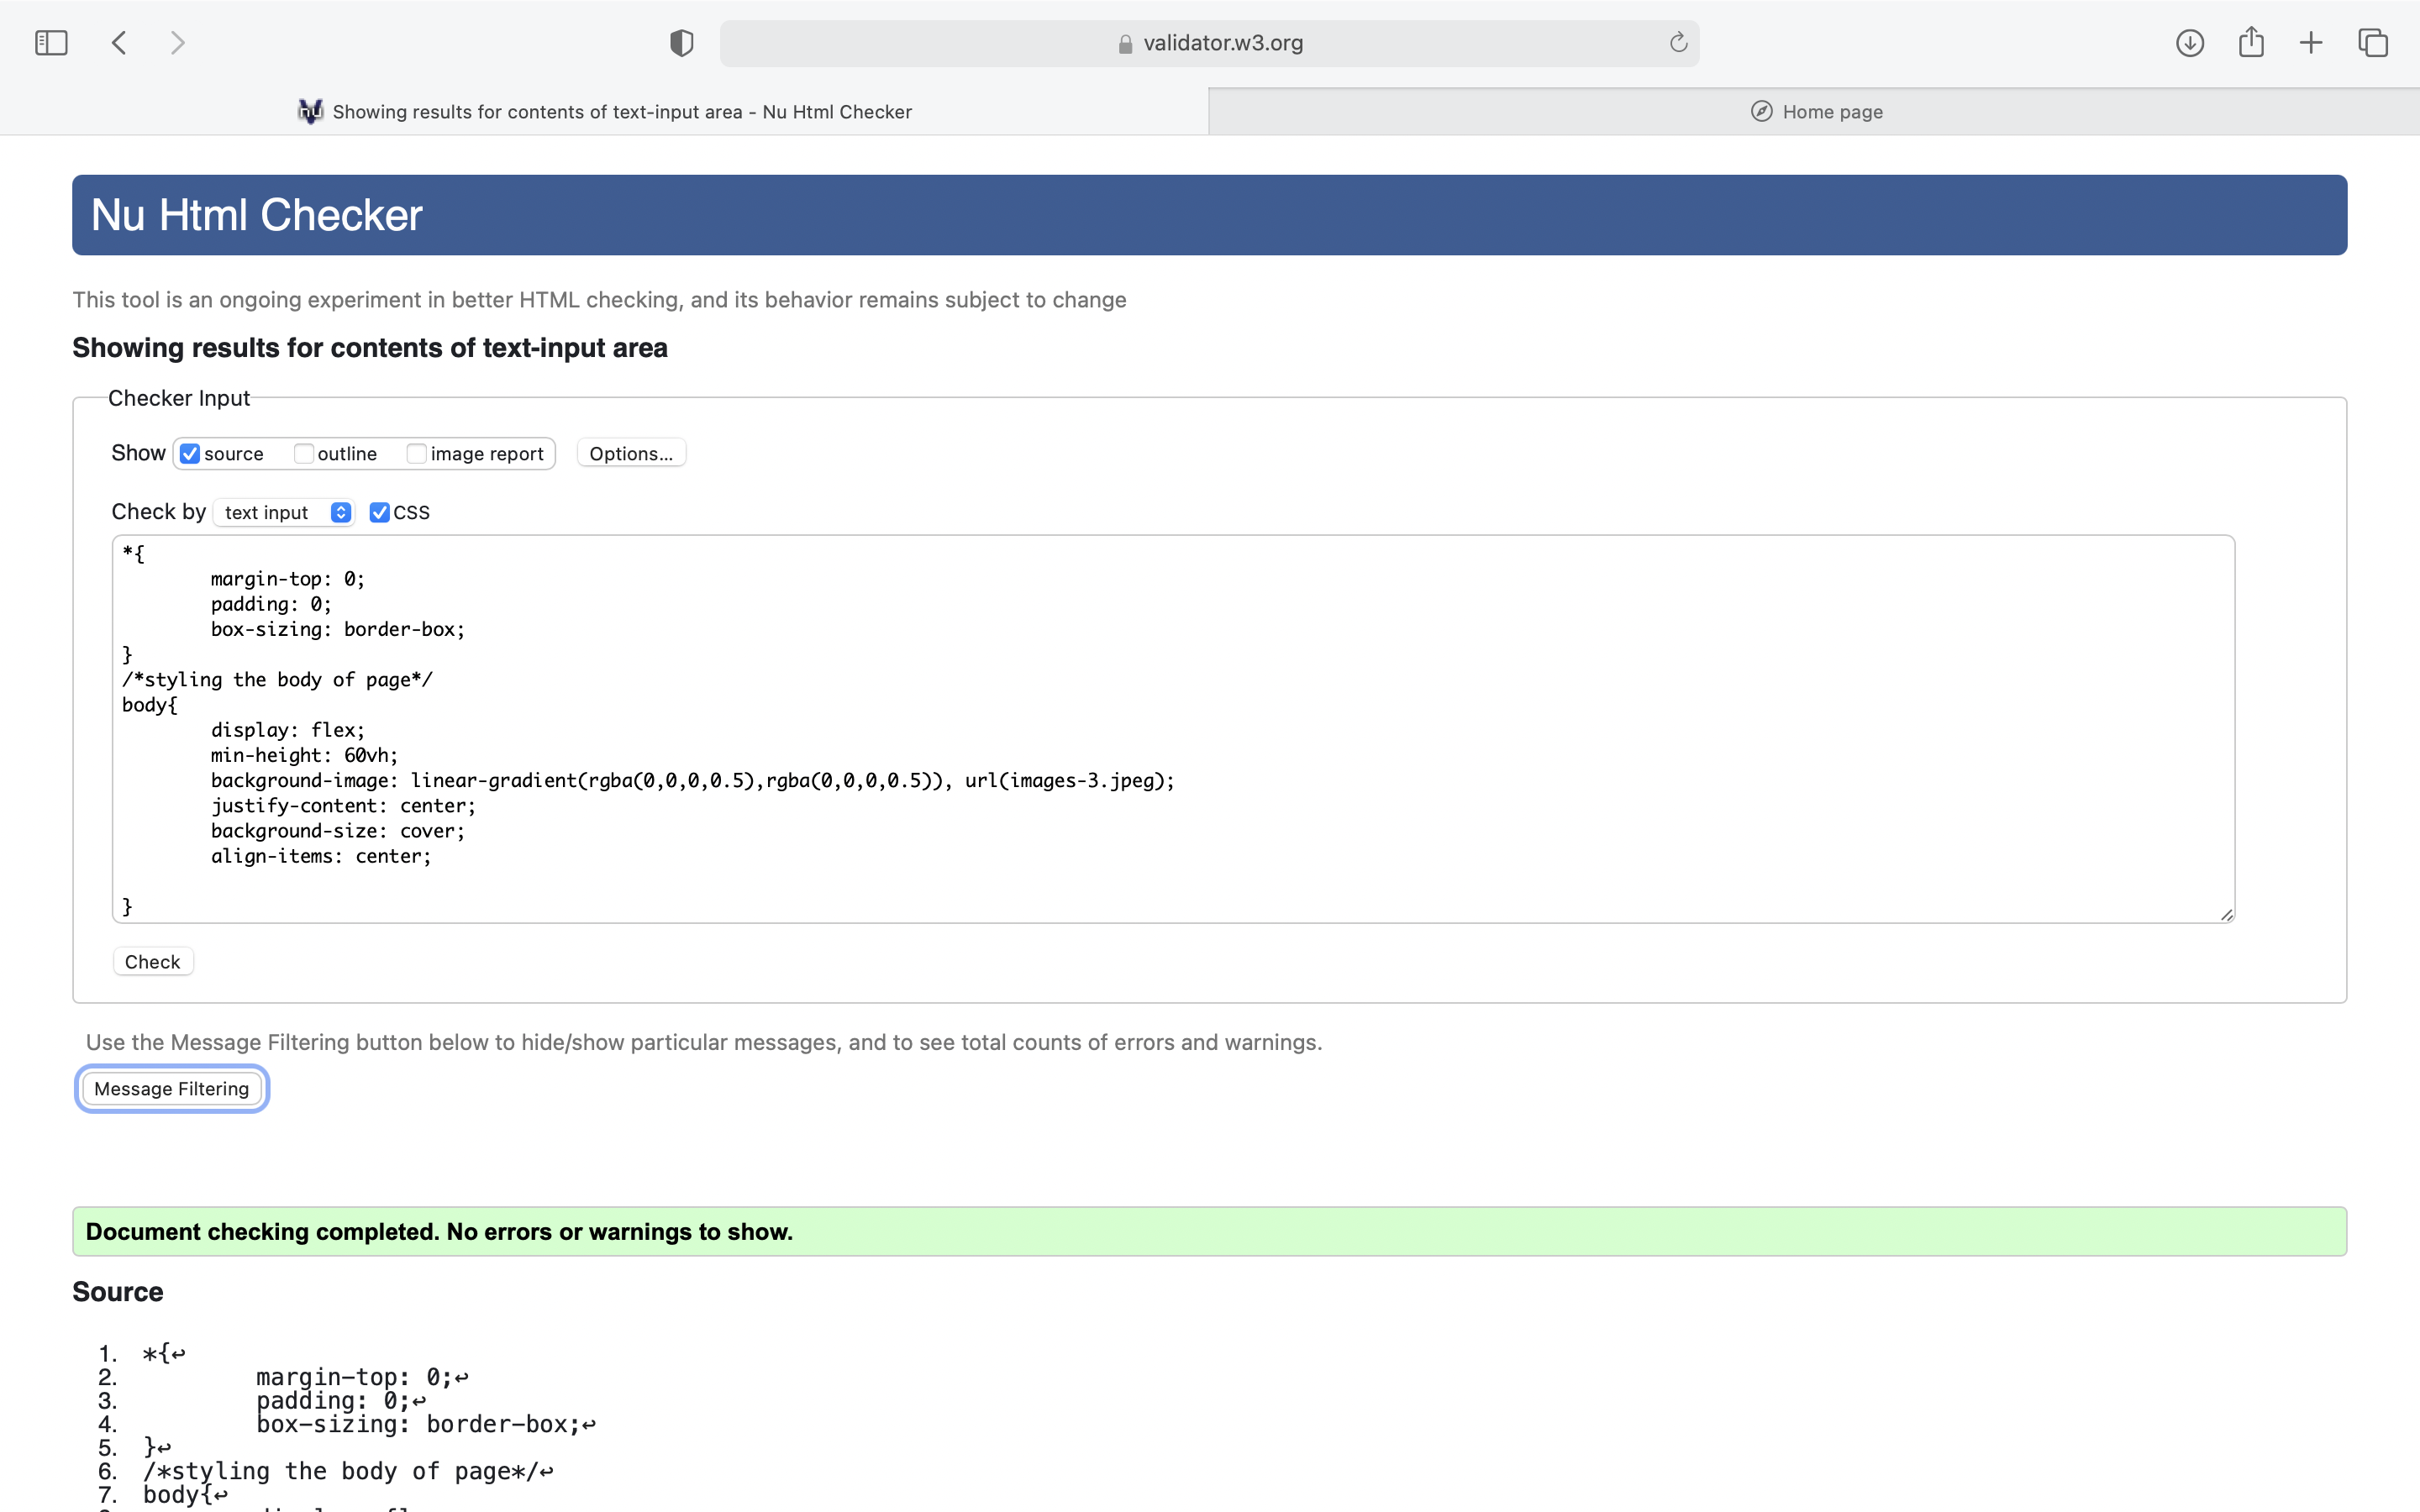 validator.w3.org
Showing results for contents of text-input area - Nu Html Checker
Home page
Nu Html Checker
This tool is an ongoing experiment in better HTML checking, and its behavior remains subject to change
Showing results for contents of text-input area
Checker Input
Show source outline image report Options...
Check by text input CSS
*{
margin-top: 0;
padding: 0;
box-sizing: border-box;
}
/*styling the body of page*/
body{
display: flex;
min-height: 60vh;
background-image: linear-gradient(rgba(0,0,0,0.5),rgba(0,0,0,0.5)), url(images-3.jpeg);
justify-content: center;
background-size: cover;
align-items: center;
}
Check
Use the Message Filtering button below to hide/show particular messages, and to see total counts of errors and warnings.
Message Filtering
Document checking completed. No errors or warnings to show.
Source
1. *{↩
2. margin-top: 0;↩
3. padding: 0;↩
4. box-sizing: border-box;↩
5. }↩
6. /*styling the body of page*/↩
7. body{↩